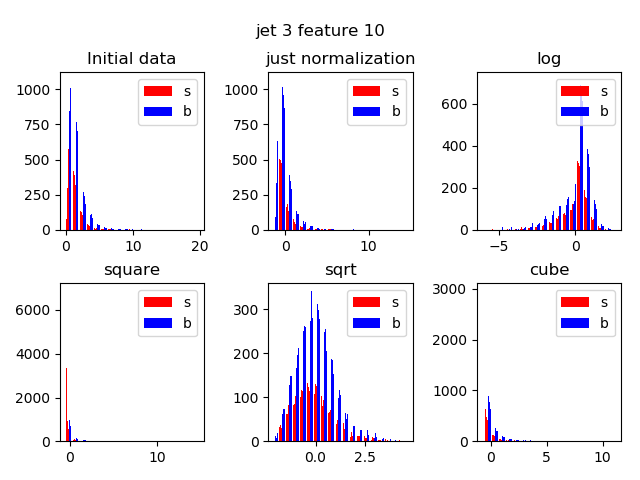 jet 3 feature 10
Initial data
just normalization
log
s
b
s
b
s
b
1000
750
500
250
0
0
10
20
1000
750
500
250
0
0
10
600
400
200
0
−5
0
square
sqrt
cube
s
b
s
b
s
b
6000
4000
2000
0
0
10
300
200
100
0
0.0
2.5
3000
2000
1000
0
0
5
10